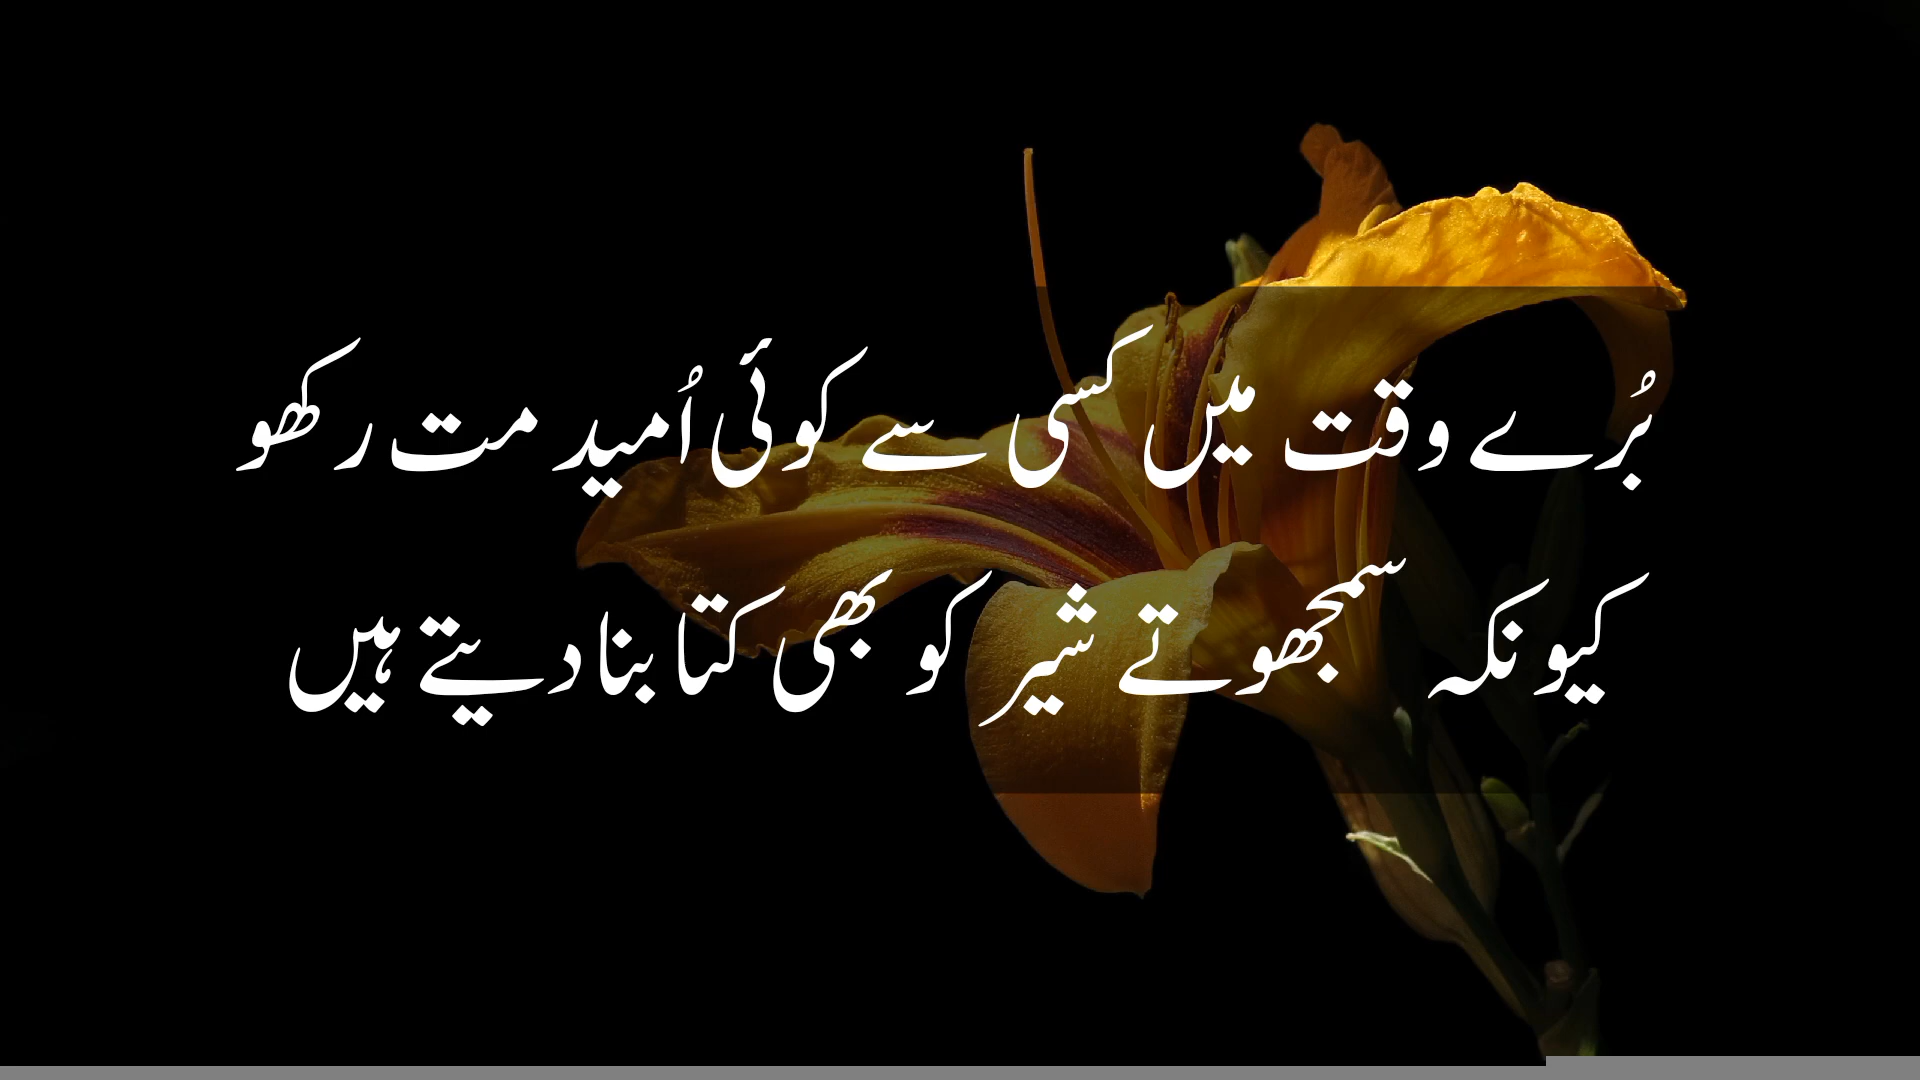 بُرے وقت میں کسی سے کوئی اُمید مت رکھو
کیونکہ سمجھوتے شیر کو بھی کتا بنا دیتے ہیں